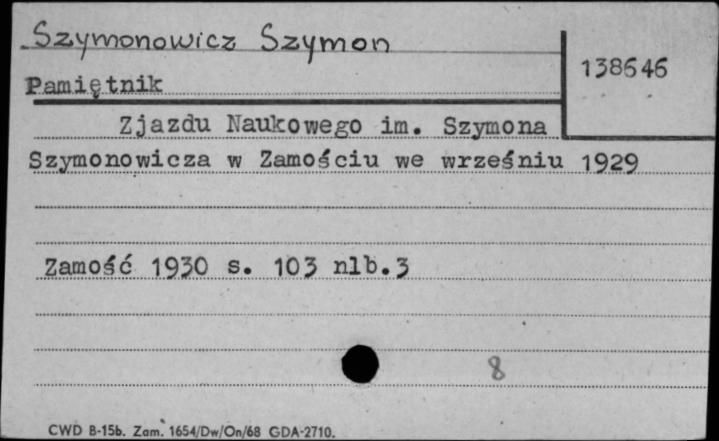 Szymonowicz Szymon
138646
Pamiętnik
Zjazdu Naukowego im. Szymona
Szymonowicza w Zamościu we wrześniu 1929
Zamość 1930 s. 103 nlb.3
8
CWD B-15b. Zam. 1654/Dw/On/68 GDA-2710.